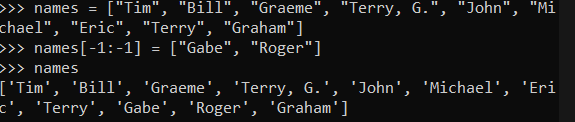 >>> names = ["Tim", "Bill", "Graeme", "Terry, G.", "John", "Mi
chael", "Eric", "Terry", "Graham"]
>>> names[-1:-1] = ["Gabe", "Roger"]
>>> names
['Tim', 'Bill', 'Graeme', 'Terry, G.', 'John', 'Michael', 'Eri
c', 'Terry', 'Gabe', 'Roger', 'Graham']